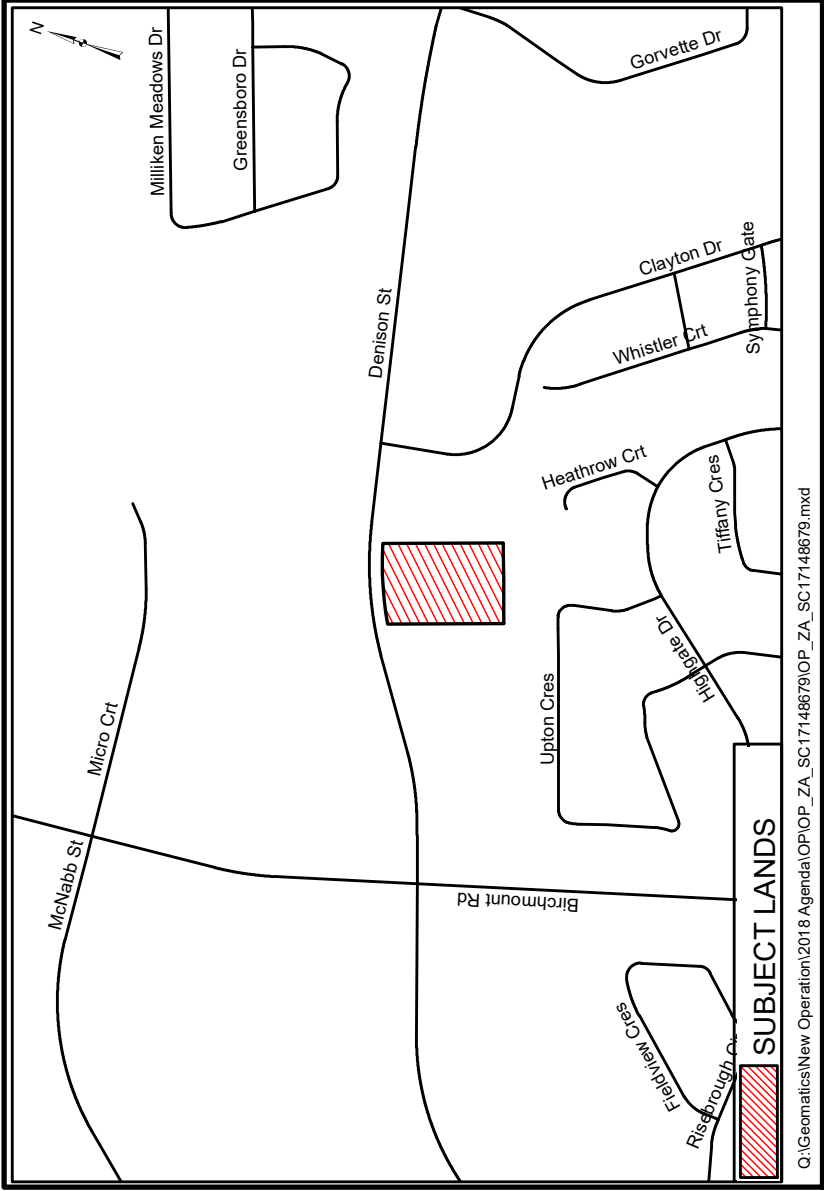 N
Milliken Meadows Dr
Greensboro Dr
Gorvette Dr
Denison St
Clayton Dr
Symphony Gate
Whistler Crt
Heathrow Crt
Tiffany Cres
Micro Crt
Highgate Dr
Upton Cres
McNabb St
Birchmount Rd
Fieldview Cres
Risebrough
SUBJECT LANDS
Q:\Geomatics\New Operation\2018 Agenda\OP\OP_ZA_SC17148679\OP_ZA_SC17148679.mxd